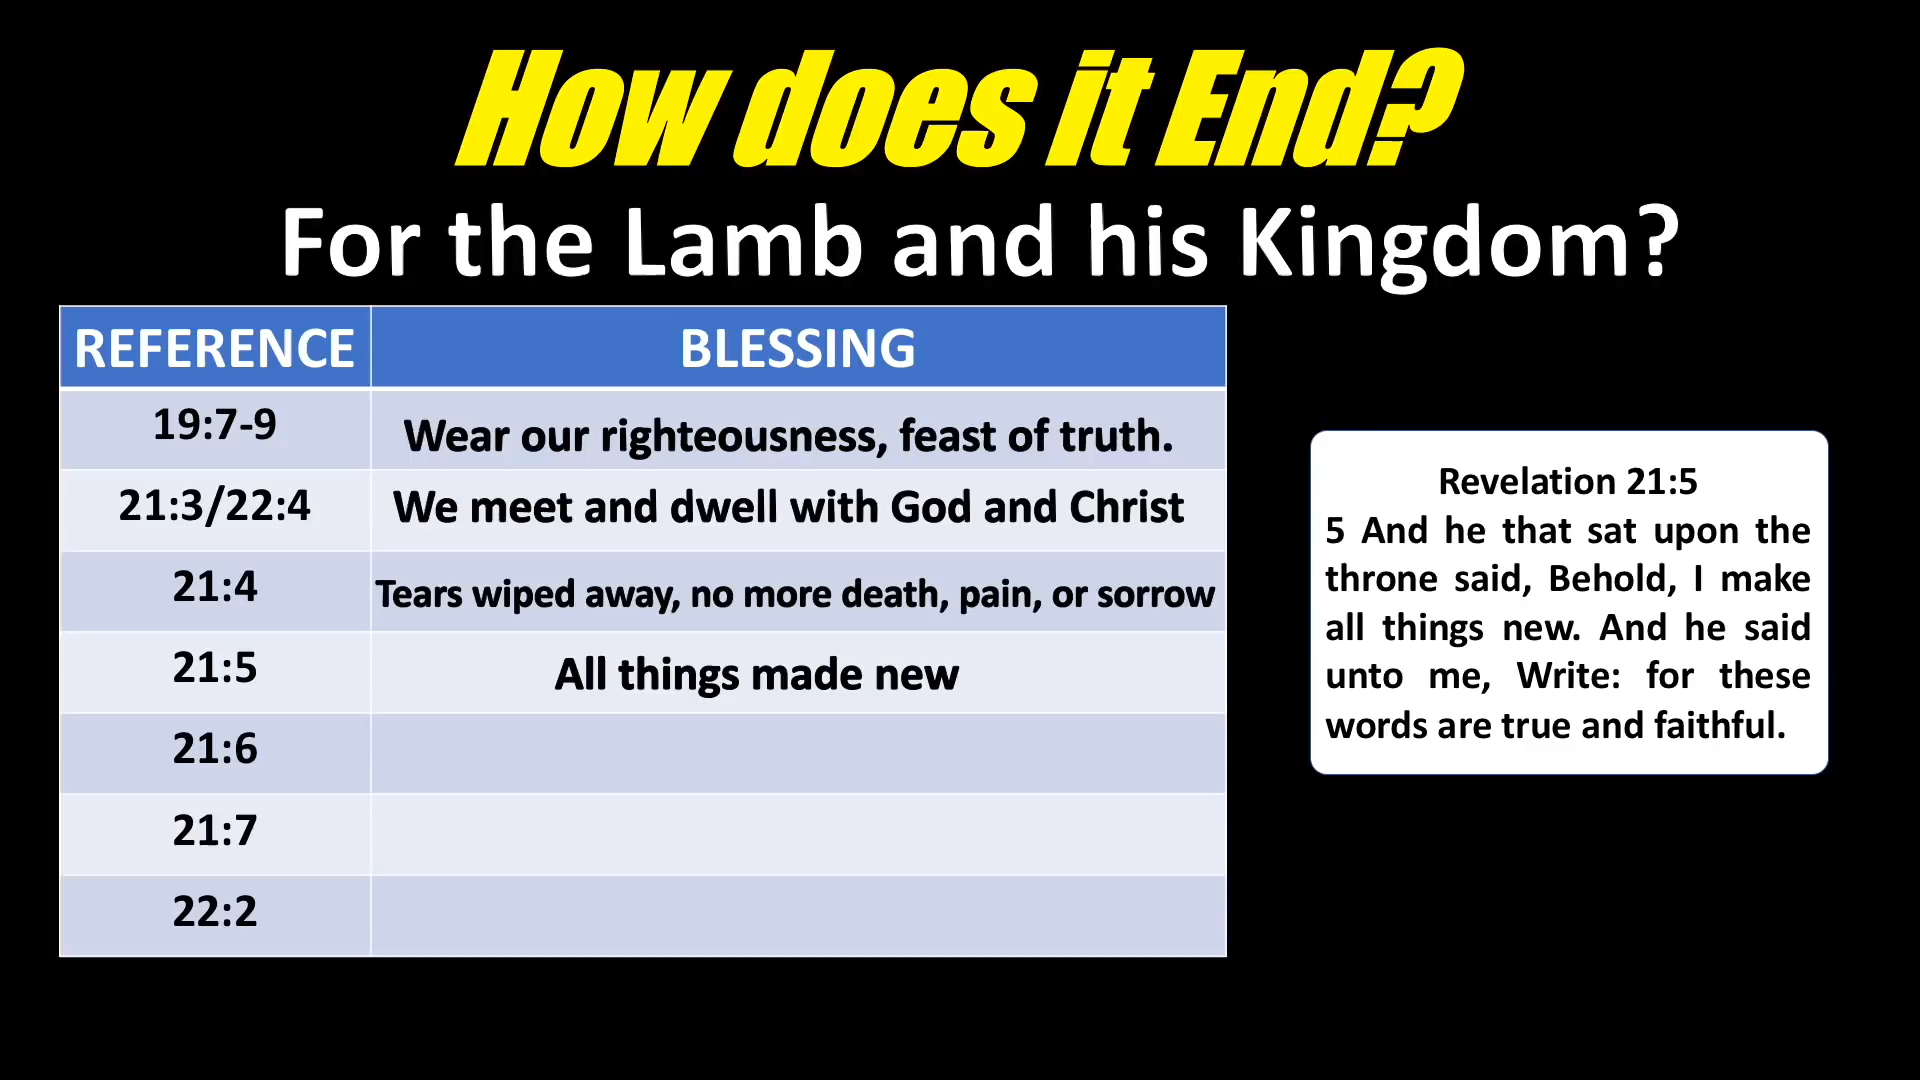 How does it End?
For the Lamb and his Kingdom?
REFERENCE BLESSING
19:7-9 Wear our righteousness, feast of truth.
21:3/22:4 We meet and dwell with God and Christ
21:4 Tears wiped away, no more death, pain, or sorrow
21:5 All things made new
21:6
21:7
22:2
Revelation 21:5
5 And he that sat upon the
throne said, Behold, I make
all things new. And he said
unto me, Write: for these
words are true and faithful.